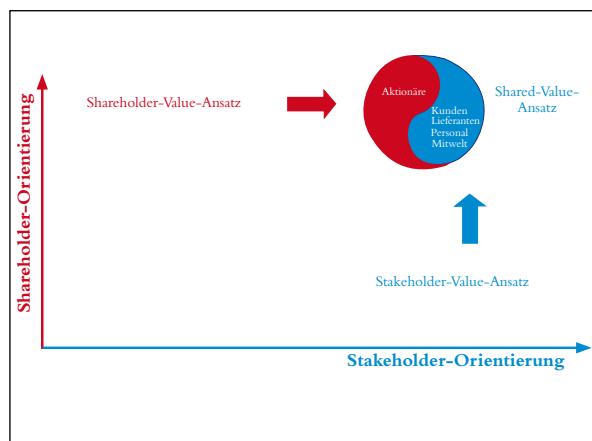 Shareholder-Orientierung
Shareholder-Value-Ansatz
Aktionäre
Kunden
Lieferanten
Personal
Mitwelt
Shared-Value-
Ansatz
Stakeholder-Value-Ansatz
Stakeholder-Orientierung